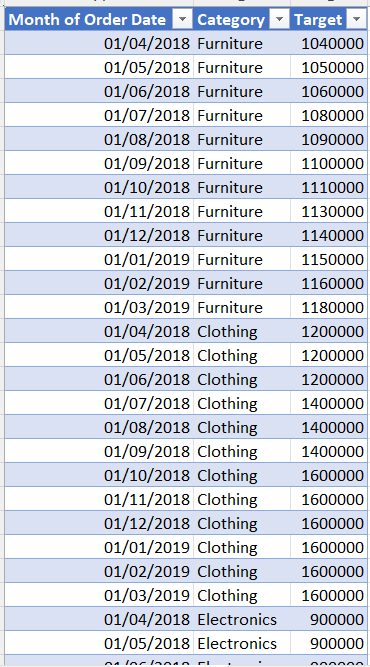 Month of Order Date Category Target
01/04/2018 Furniture 1040000
01/05/2018 Furniture 1050000
01/06/2018 Furniture 1060000
01/07/2018 Furniture 1080000
01/08/2018 Furniture 1090000
01/09/2018 Furniture 1100000
01/10/2018 Furniture 1110000
01/11/2018 Furniture 1130000
01/12/2018 Furniture 1140000
01/01/2019 Furniture 1150000
01/02/2019 Furniture 1160000
01/03/2019 Furniture 1180000
01/04/2018 Clothing 1200000
01/05/2018 Clothing 1200000
01/06/2018 Clothing 1200000
01/07/2018 Clothing 1400000
01/08/2018 Clothing 1400000
01/09/2018 Clothing 1400000
01/10/2018 Clothing 1600000
01/11/2018 Clothing 1600000
01/12/2018 Clothing 1600000
01/01/2019 Clothing 1600000
01/02/2019 Clothing 1600000
01/03/2019 Clothing 1600000
01/04/2018 Electronics 900000
01/05/2018 Electronics 900000